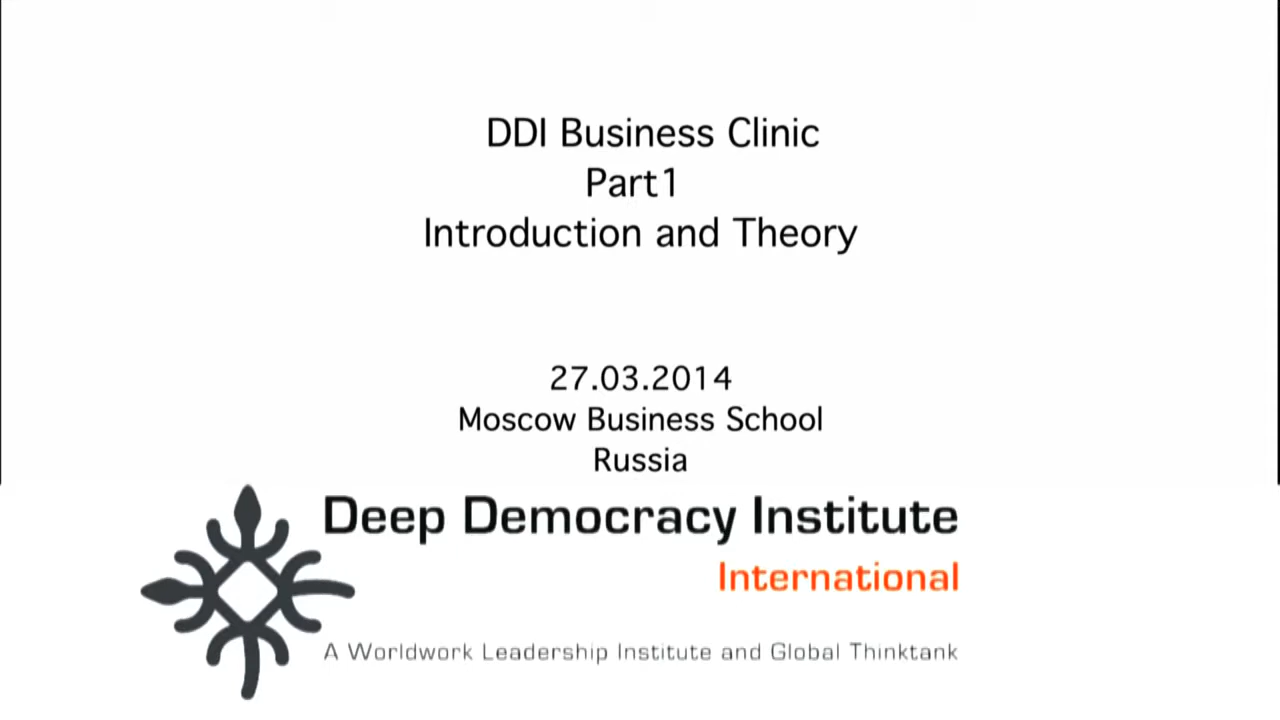 DDI Business Clinic
Part1
Introduction and Theory
27.03.2014
Moscow Business School
Russia
Deep Democracy Institute
International
A Worldwork Leadership Institute and Global Thinktank